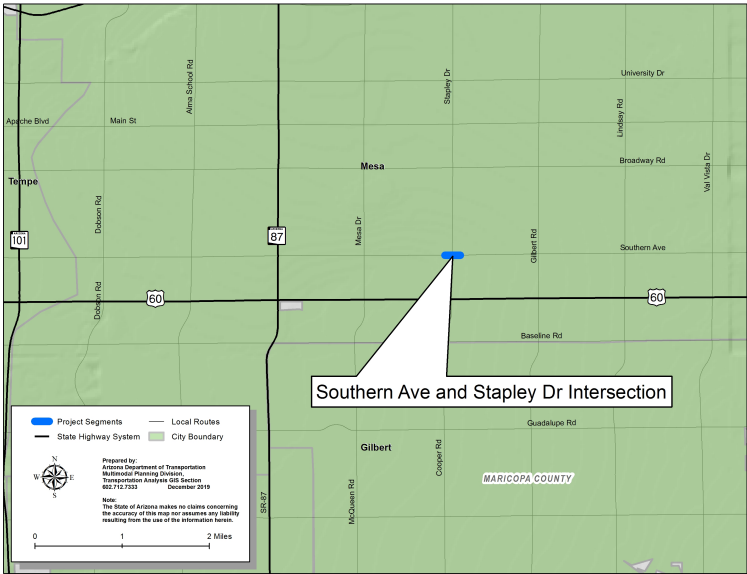 University Dr
Stapley Dr
Alma School Rd
Lindsay Rd
Apache Blvd
Main St
Broadway Rd
Mesa
Val Vista Dr
Tempe
Dobson Rd
Mesa Dr
Gilbert Rd
ARIZONA
101
ARIZONA
87
Southern Ave
Dobson Rd
60
60
Baseline Rd
Southern Ave and Stapley Dr Intersection
Project Segments
Local Routes
State Highway System
City Boundary
Guadalupe Rd
Gilbert
Cooper Rd
MARICOPA COUNTY
McQueen Rd
SR-87
N
W
E
S
Prepared by:
Arizona Department of Transportation
Multimodal Planning Division,
Transportation Analysis GIS Section
602.712.7333 December 2019
Note:
The State of Arizona makes no claims concerning
the accuracy of this map nor assumes any liability
resulting from the use of the information herein.
0 1 2 Miles